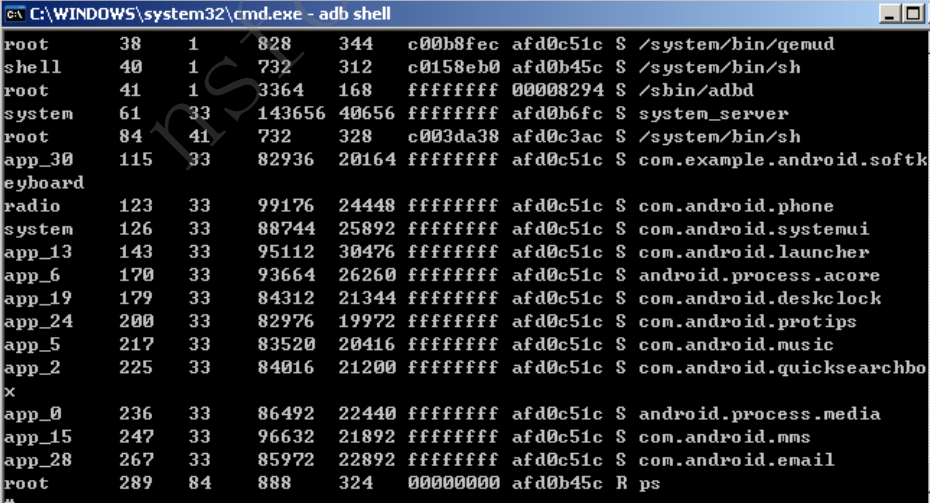 C:\WINDOWS\system32\cmd.exe - adb shell
root 38 1 828 344 c00b8fec afd0c51c S /system/bin/qemud
shell 40 1 732 312 c0158eb0 afd0b45c S /system/bin/sh
root 41 1 3364 168 ffffffff 00008294 S /sbin/adbd
system 61 33 143656 40656 ffffffff afd0b6fc S system_server
root 84 41 732 328 c003da38 afd0c3ac S /system/bin/sh
app_30 115 33 82936 20164 ffffffff afd0c51c S com.example.android.softk
eyboard
radio 123 33 99176 24448 ffffffff afd0c51c S com.android.phone
system 126 33 88744 25892 ffffffff afd0c51c S com.android.systemui
app_13 143 33 95112 30476 ffffffff afd0c51c S com.android.launcher
app_6 170 33 93664 26260 ffffffff afd0c51c S android.process.acore
app_19 179 33 84312 21344 ffffffff afd0c51c S com.android.deskclock
app_24 200 33 82976 19972 ffffffff afd0c51c S com.android.protips
app_5 217 33 83520 20416 ffffffff afd0c51c S com.android.music
app_2 225 33 84016 21200 ffffffff afd0c51c S com.android.quicksearchbo
x
app_0 236 33 86492 22440 ffffffff afd0c51c S android.process.media
app_15 247 33 96632 21892 ffffffff afd0c51c S com.android.mms
app_28 267 33 85972 22892 ffffffff afd0c51c S com.android.email
root 289 84 888 324 00000000 afd0b45c R ps